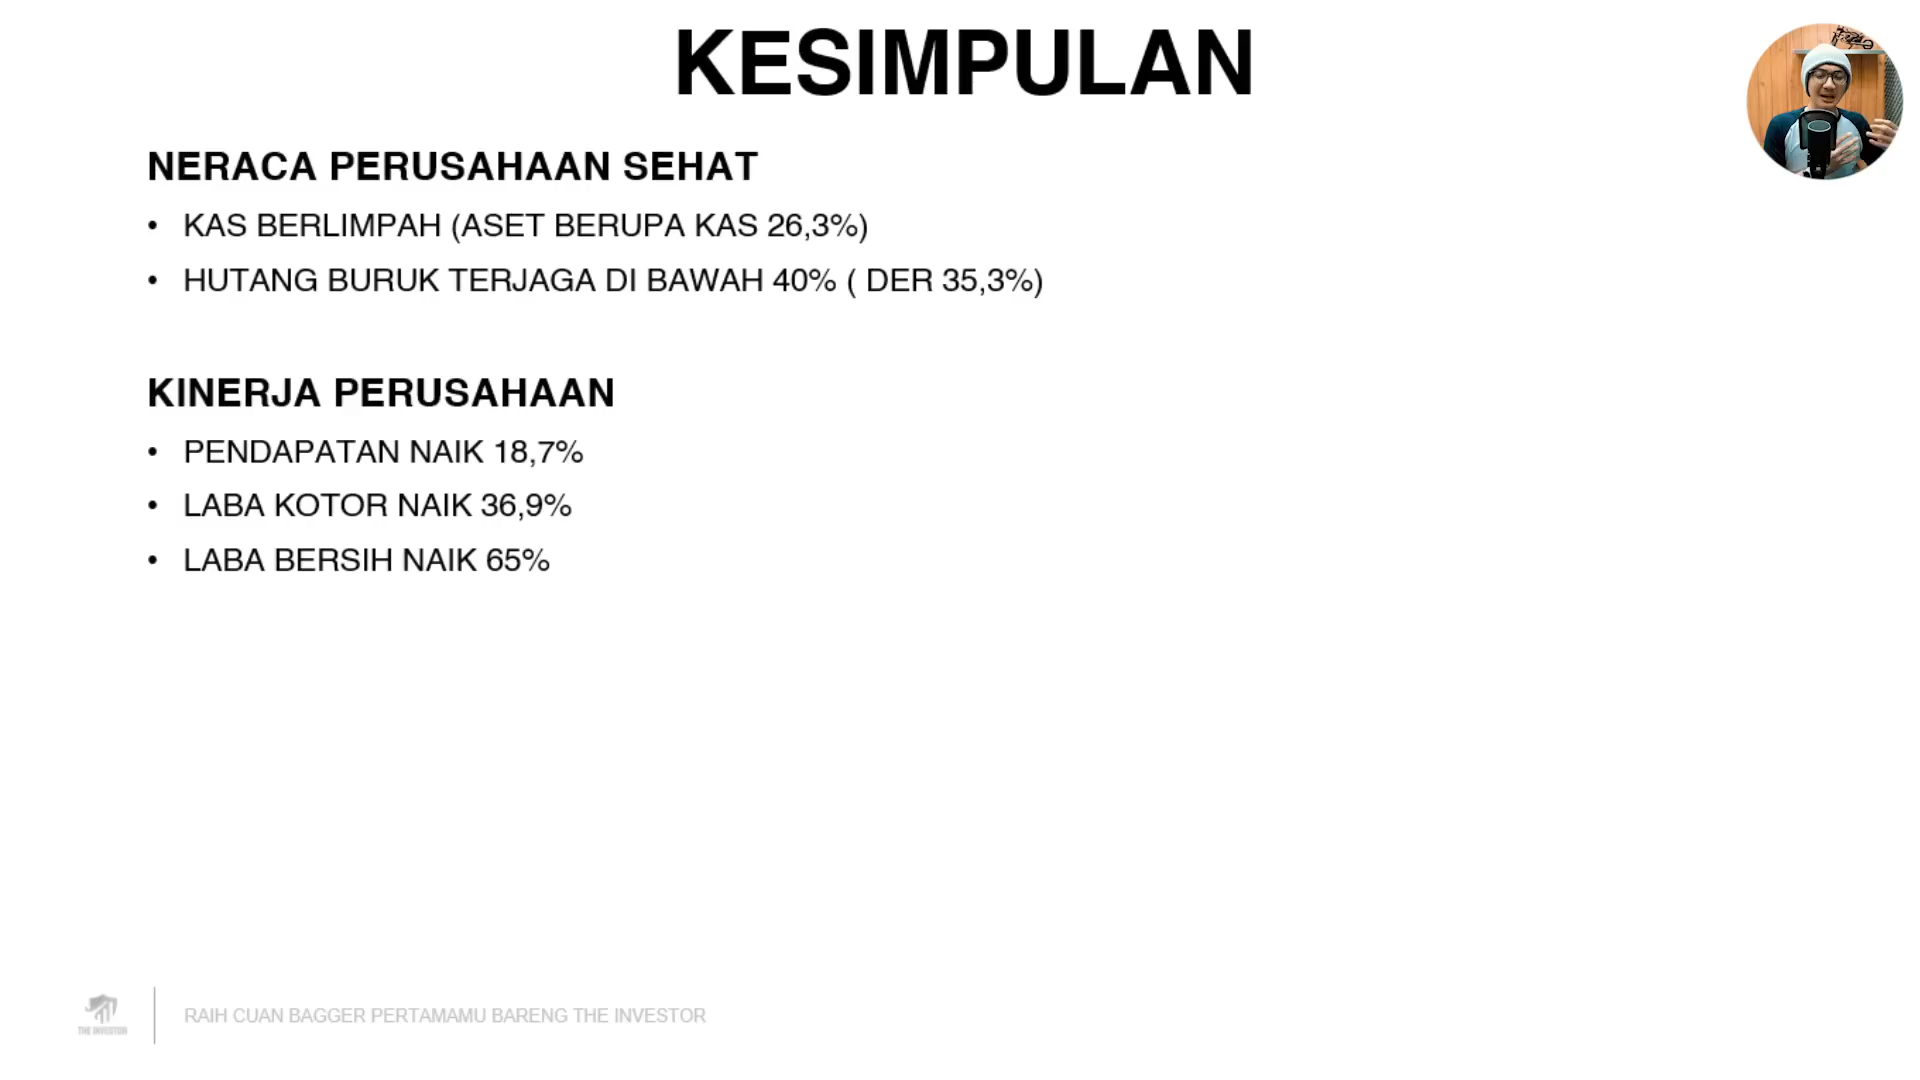 KESIMPULAN
NERACA PERUSAHAAN SEHAT
• KAS BERLIMPAH (ASET BERUPA KAS 26,3%)
• HUTANG BURUK TERJAGA DI BAWAH 40% ( DER 35,3%)
KINERJA PERUSAHAAN
• PENDAPATAN NAIK 18,7%
• LABA KOTOR NAIK 36,9%
• LABA BERSIH NAIK 65%
THE INVESTOR
RAIH CUAN BAGGER PERTAMAMU BARENG THE INVESTOR